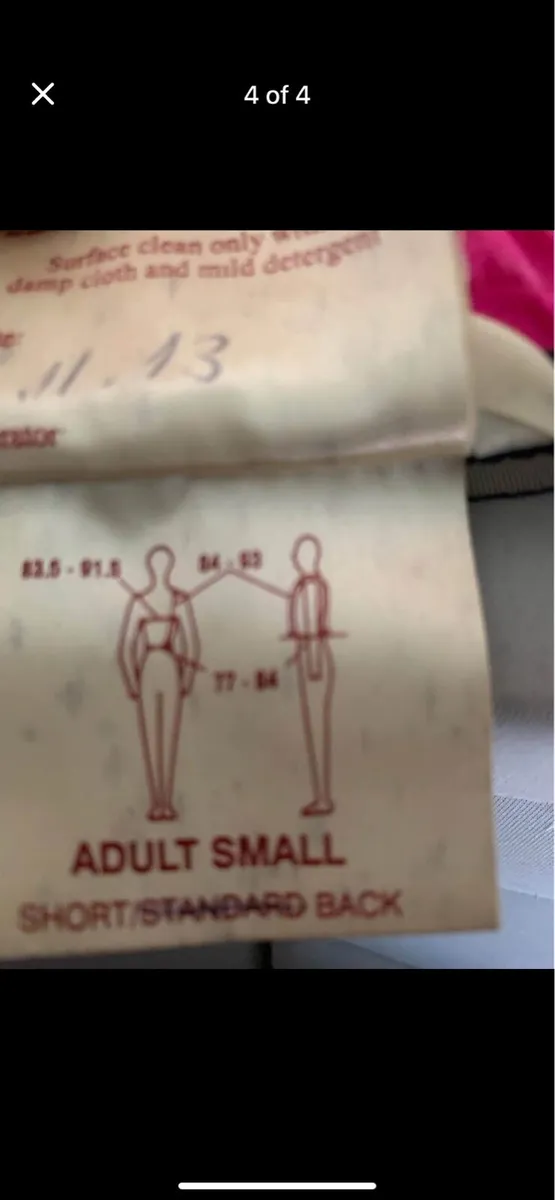 4 of 4
Surface clean only
damp cloth and mild detergent
.11.13
83.5 - 91.5
84 - 93
77 - 84
ADULT SMALL
SHORT/STANDARD BACK